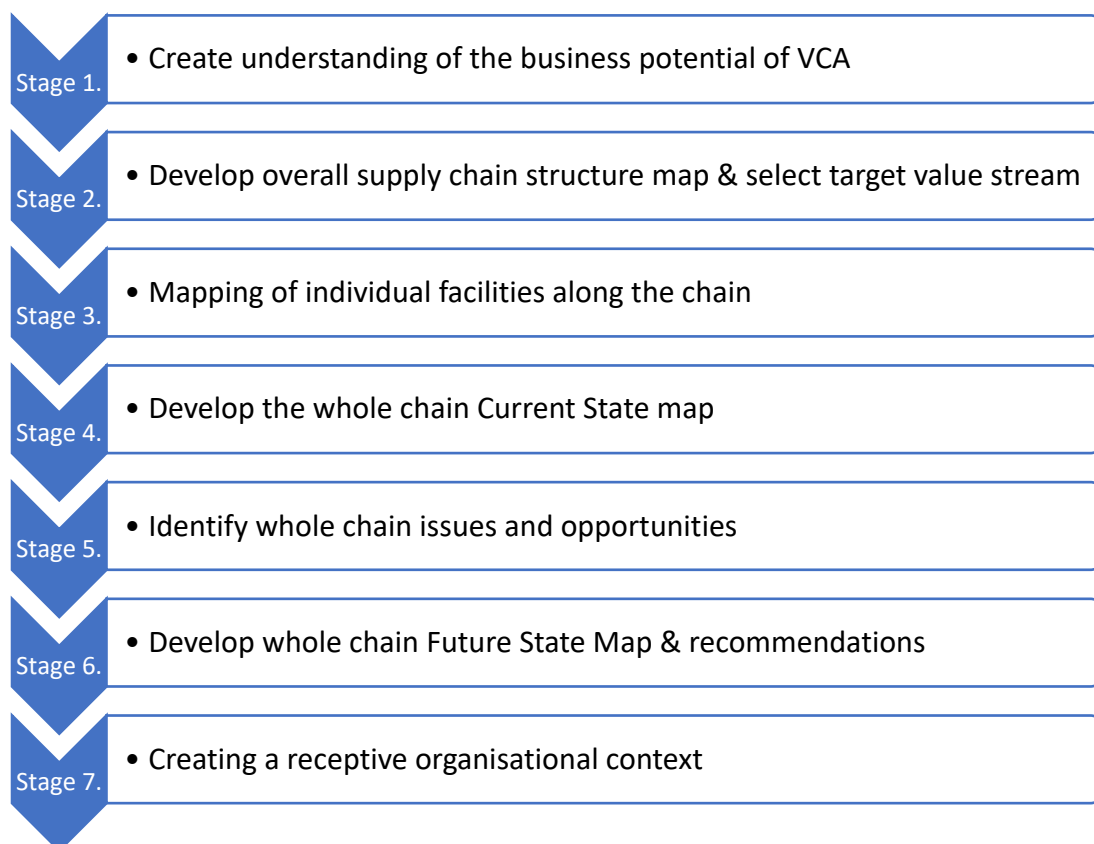 Stage 1.
• Create understanding of the business potential of VCA
Stage 2.
• Develop overall supply chain structure map & select target value stream
Stage 3.
• Mapping of individual facilities along the chain
Stage 4.
• Develop the whole chain Current State map
Stage 5.
• Identify whole chain issues and opportunities
Stage 6.
• Develop whole chain Future State Map & recommendations
Stage 7.
• Creating a receptive organisational context